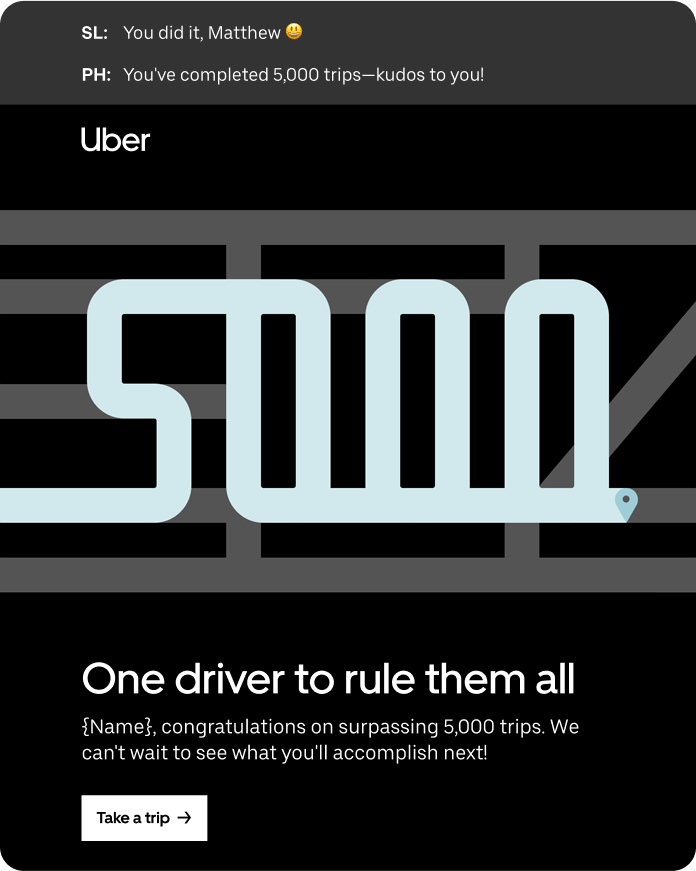 SL: You did it, Matthew 😃
PH: You've completed 5,000 trips—kudos to you!
Uber
5000
One driver to rule them all
{Name}, congratulations on surpassing 5,000 trips. We
can't wait to see what you'll accomplish next!
Take a trip →